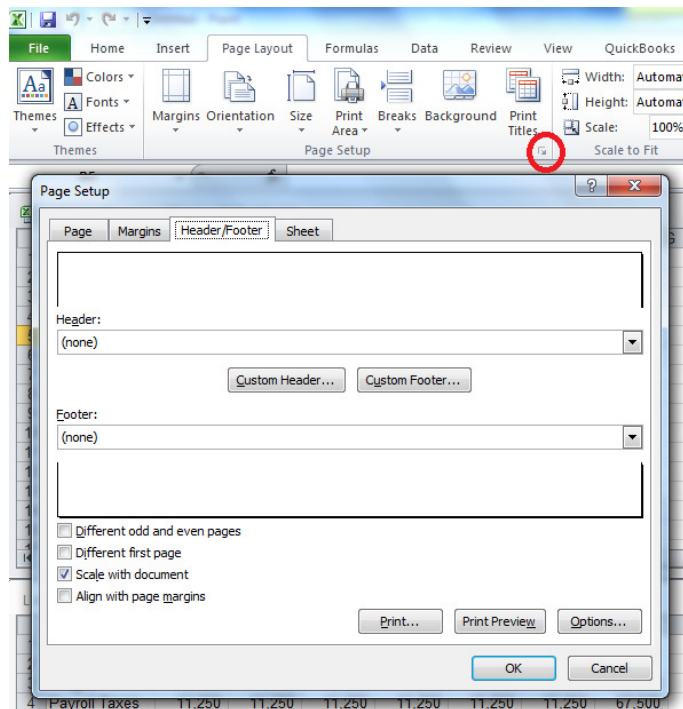 File Home Insert Page Layout Formulas Data Review View QuickBooks
Aa Colors Width: Automa
A Fonts Height: Automa
Themes Effects Margins Orientation Size Print Area Breaks Background Print Titles Scale: 100%
Themes Page Setup Scale to Fit
Page Setup
Page Margins Header/Footer Sheet
Header:
(none)
Custom Header... Custom Footer...
Footer:
(none)
Different odd and even pages
Different first page
Scale with document
Align with page margins
Print... Print Preview Options...
OK Cancel
4 Payroll Taxes 11,250 11,250 11,250 11,250 11,250 11,250 67,500